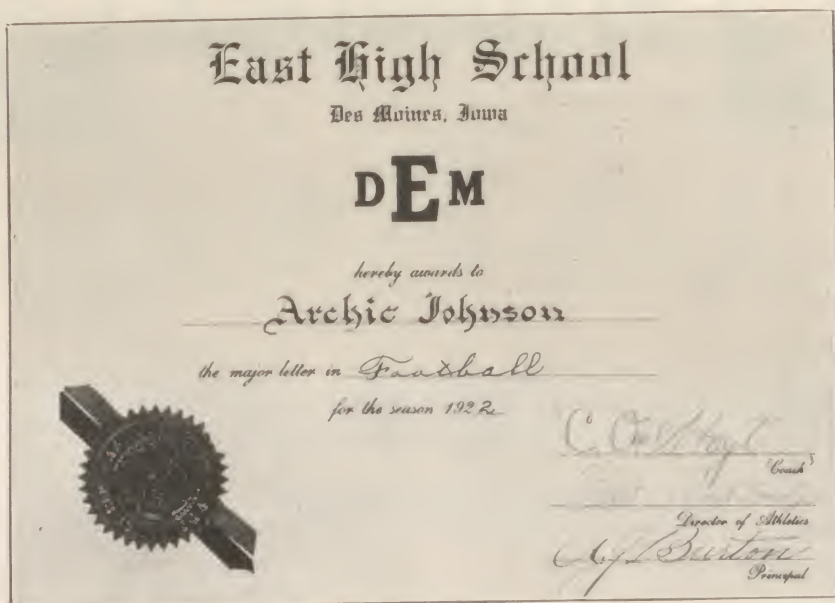 East High School
Des Moines, Iowa
DEM
hereby awards to
Archie Johnson
the major letter in Football
for the season 1922
Coach
Director of Athletics
Burton
Principal